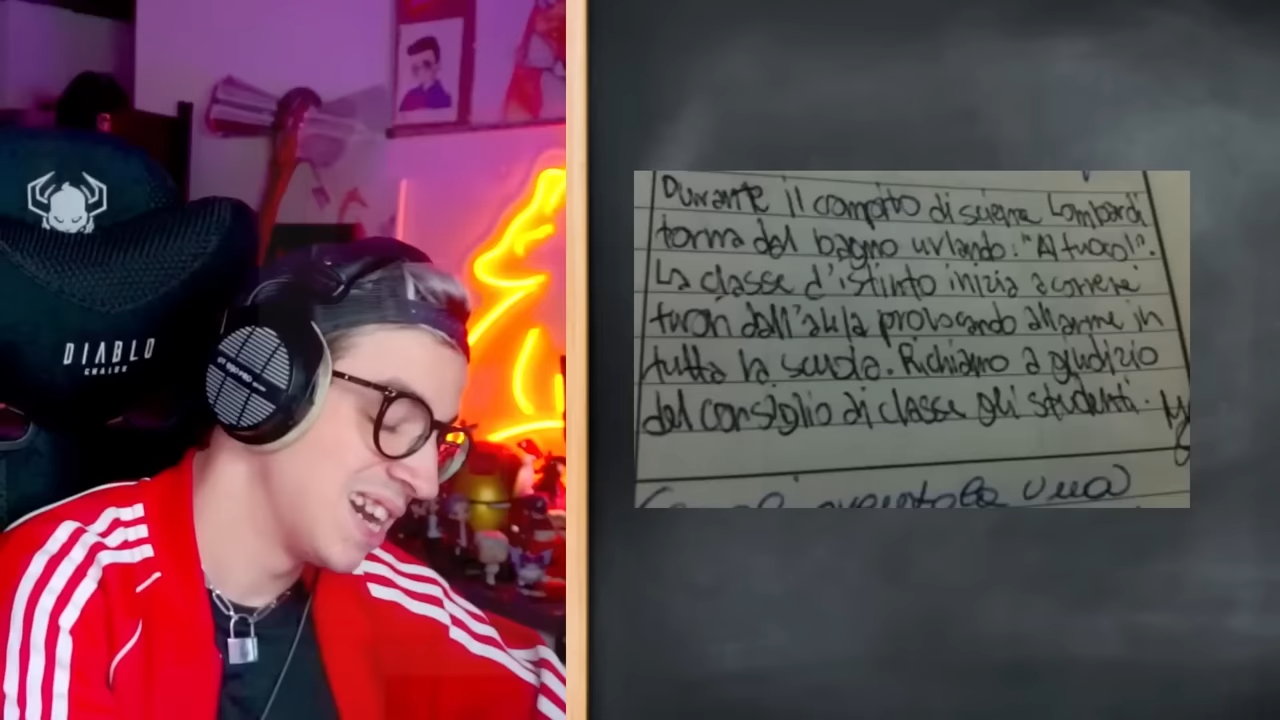 DIABLO
CHAIRS
Durante il compito di scienze Lombardi
torna dal bagno urlando: "Al fuoco!".
La classe d'istinto inizia a correre
fuori dall'aula provocando allarme in
tutta la scuola. Richiamo a giudizio
del consiglio di classe gli studenti.
una